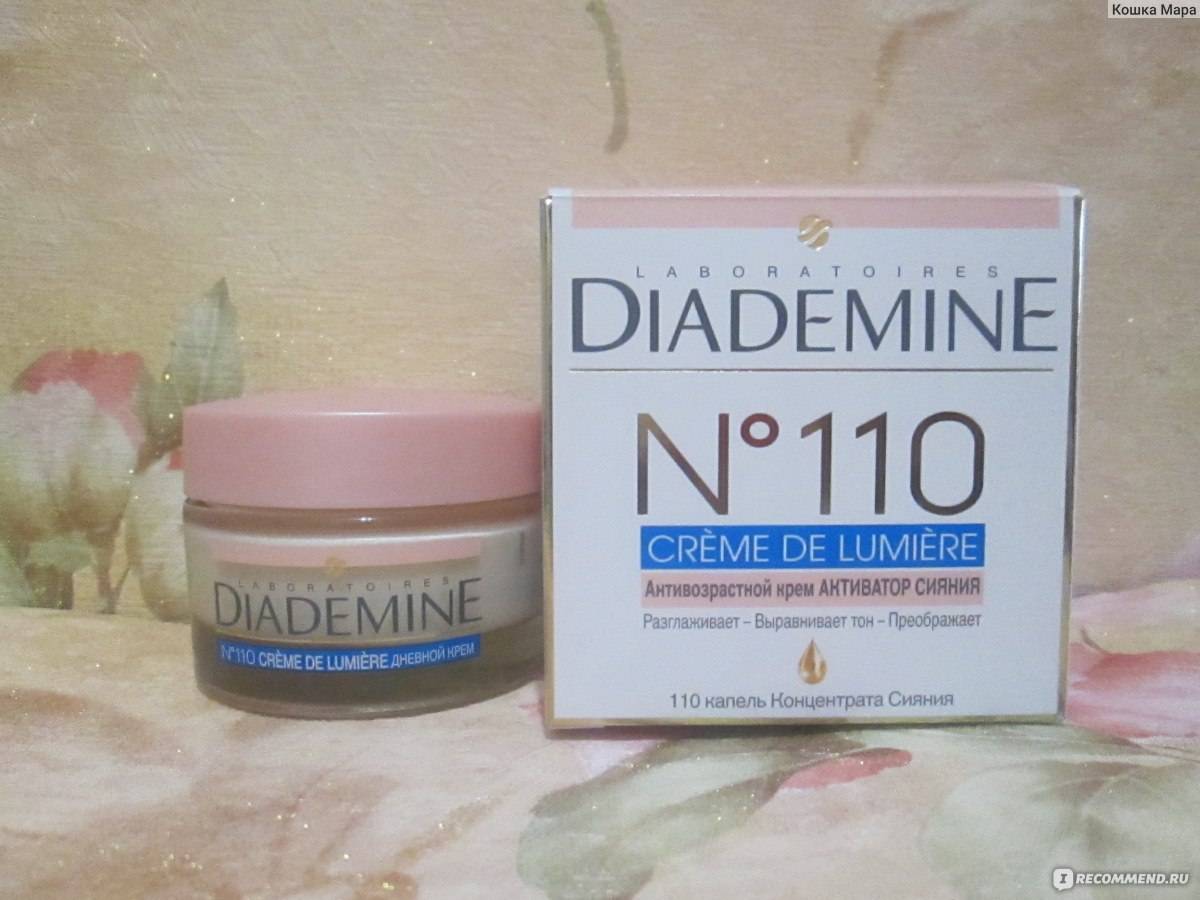 Кошка Мара
LABORATOIRES
DIADEMINE
N°110
CRÈME DE LUMIÈRE
Антивозрастной крем АКТИВАТОР СИЯНИЯ
Разглаживает – Выравнивает тон – Преображает
110 капель Концентрата Сияния
LABORATOIRES
DIADEMINE
N°110 CRÈME DE LUMIÈRE ДНЕВНОЙ КРЕМ
IRECOMMEND.RU